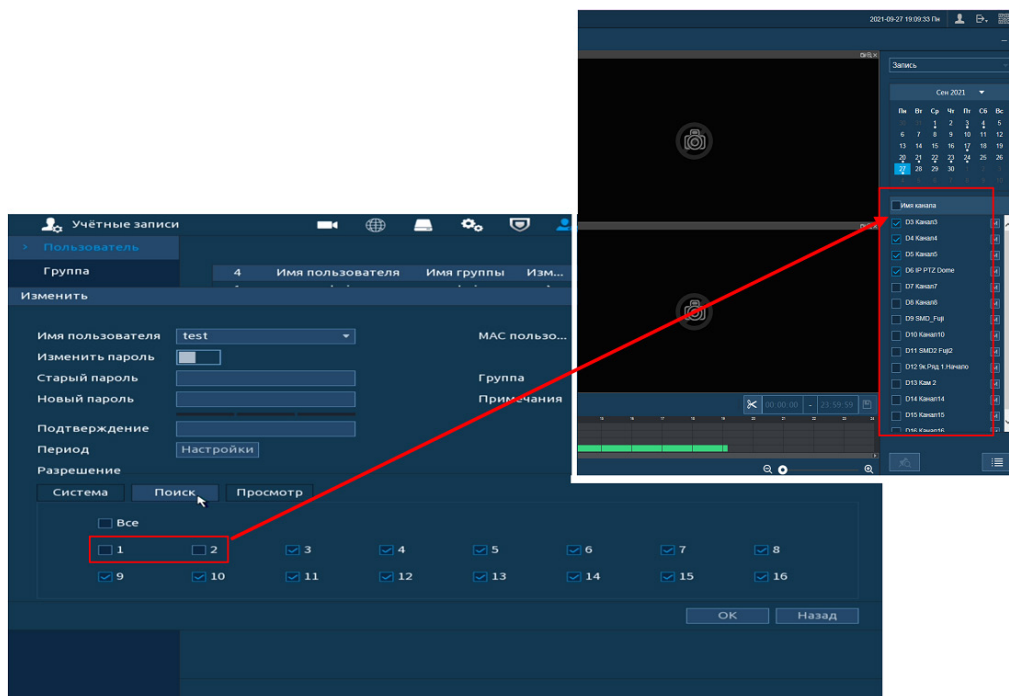 2021-09-27 19:09:33 Пн
Запись
Сен 2021
Пн Вт Ср Чт Пт Сб Вс
1 2 3 4 5
6 7 8 9 10 11 12
13 14 15 16 17 18 19
20 21 22 23 24 25 26
27 28 29 30
Имя канала
D3 Канал3
D4 Канал4
D5 Канал5
D6 IP PTZ Dome
D7 Канал7
D8 Канал8
D9 SMD_Fuji
D10 Канал10
D11 SMD2 Fuji2
D12 9к.Ряд 1.Начало
D13 Кам 2
D14 Канал14
D15 Канал15
D16 Канал16
00:00:00 - 23:59:59
Учётные записи
Пользователь
Группа
4 Имя пользователя Имя группы Изм...
Изменить
Имя пользователя test MAC пользо...
Изменить пароль
Старый пароль Группа
Новый пароль Примечания
Подтверждение
Период Настройки
Разрешение
Система Поиск Просмотр
Все
1 2 3 4 5 6 7 8
9 10 11 12 13 14 15 16
ОК Назад